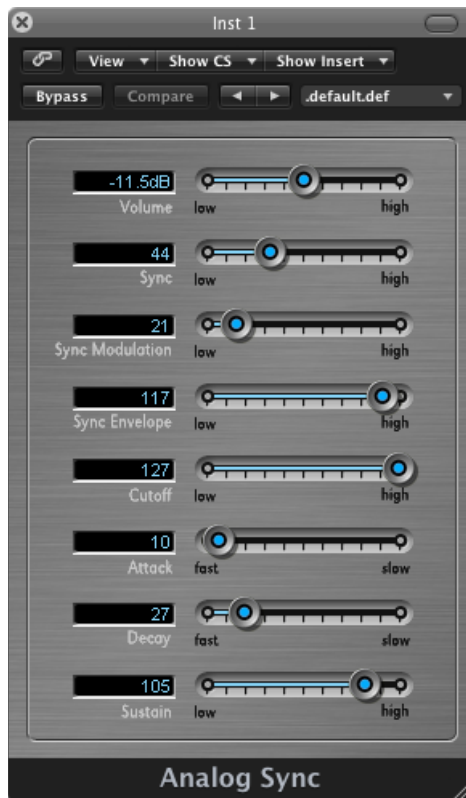 Inst 1
View Show CS Show Insert
Bypass Compare .default.def
-11.5dB
Volume low high
44
Sync low high
21
Sync Modulation low high
117
Sync Envelope low high
127
Cutoff low high
10
Attack fast slow
27
Decay fast slow
105
Sustain low high
Analog Sync